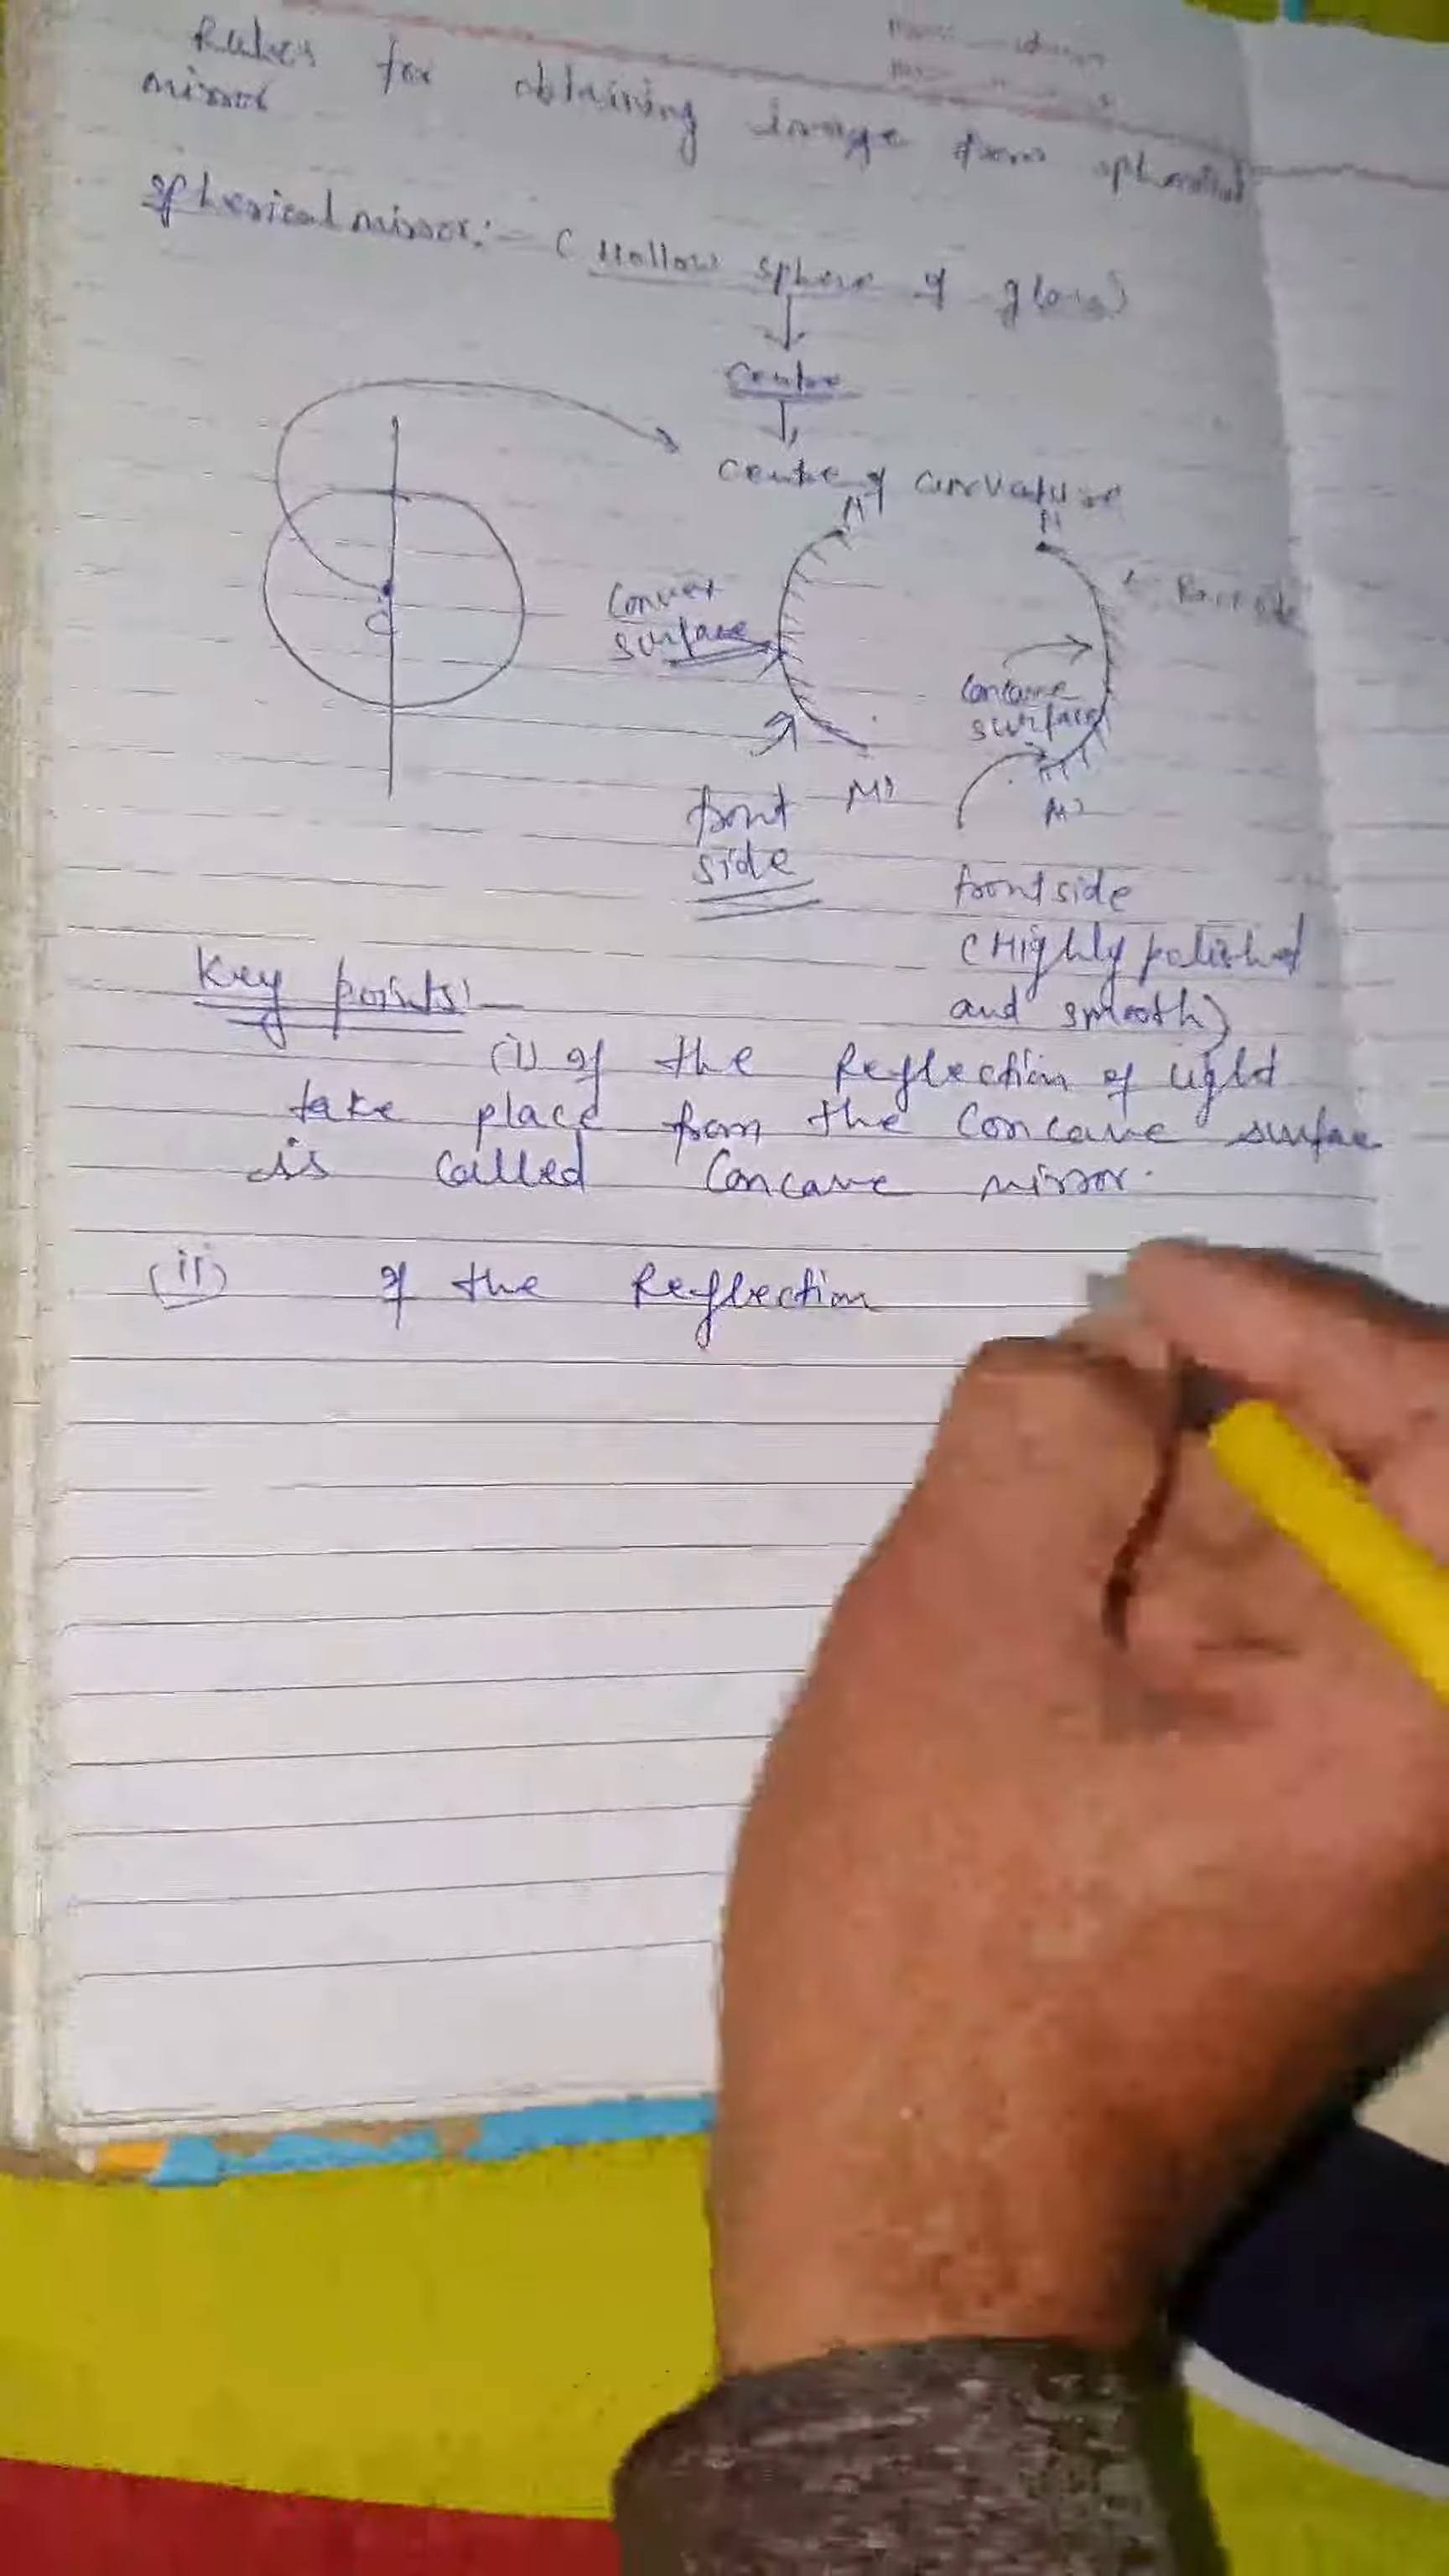 Rules for obtaining image from spherical
mirror
Spherical mirror:- (Hollow sphere of glass)
Centre
Centre of curvature
M
M
Convex
surface
Concave
surface
C
front
side
M'
M'
front side
(Highly polished
and smooth)
Key points:-
(i) If the Reflection of light
take place from the Concave surface
is called Concave mirror.
(ii) If the Reflection